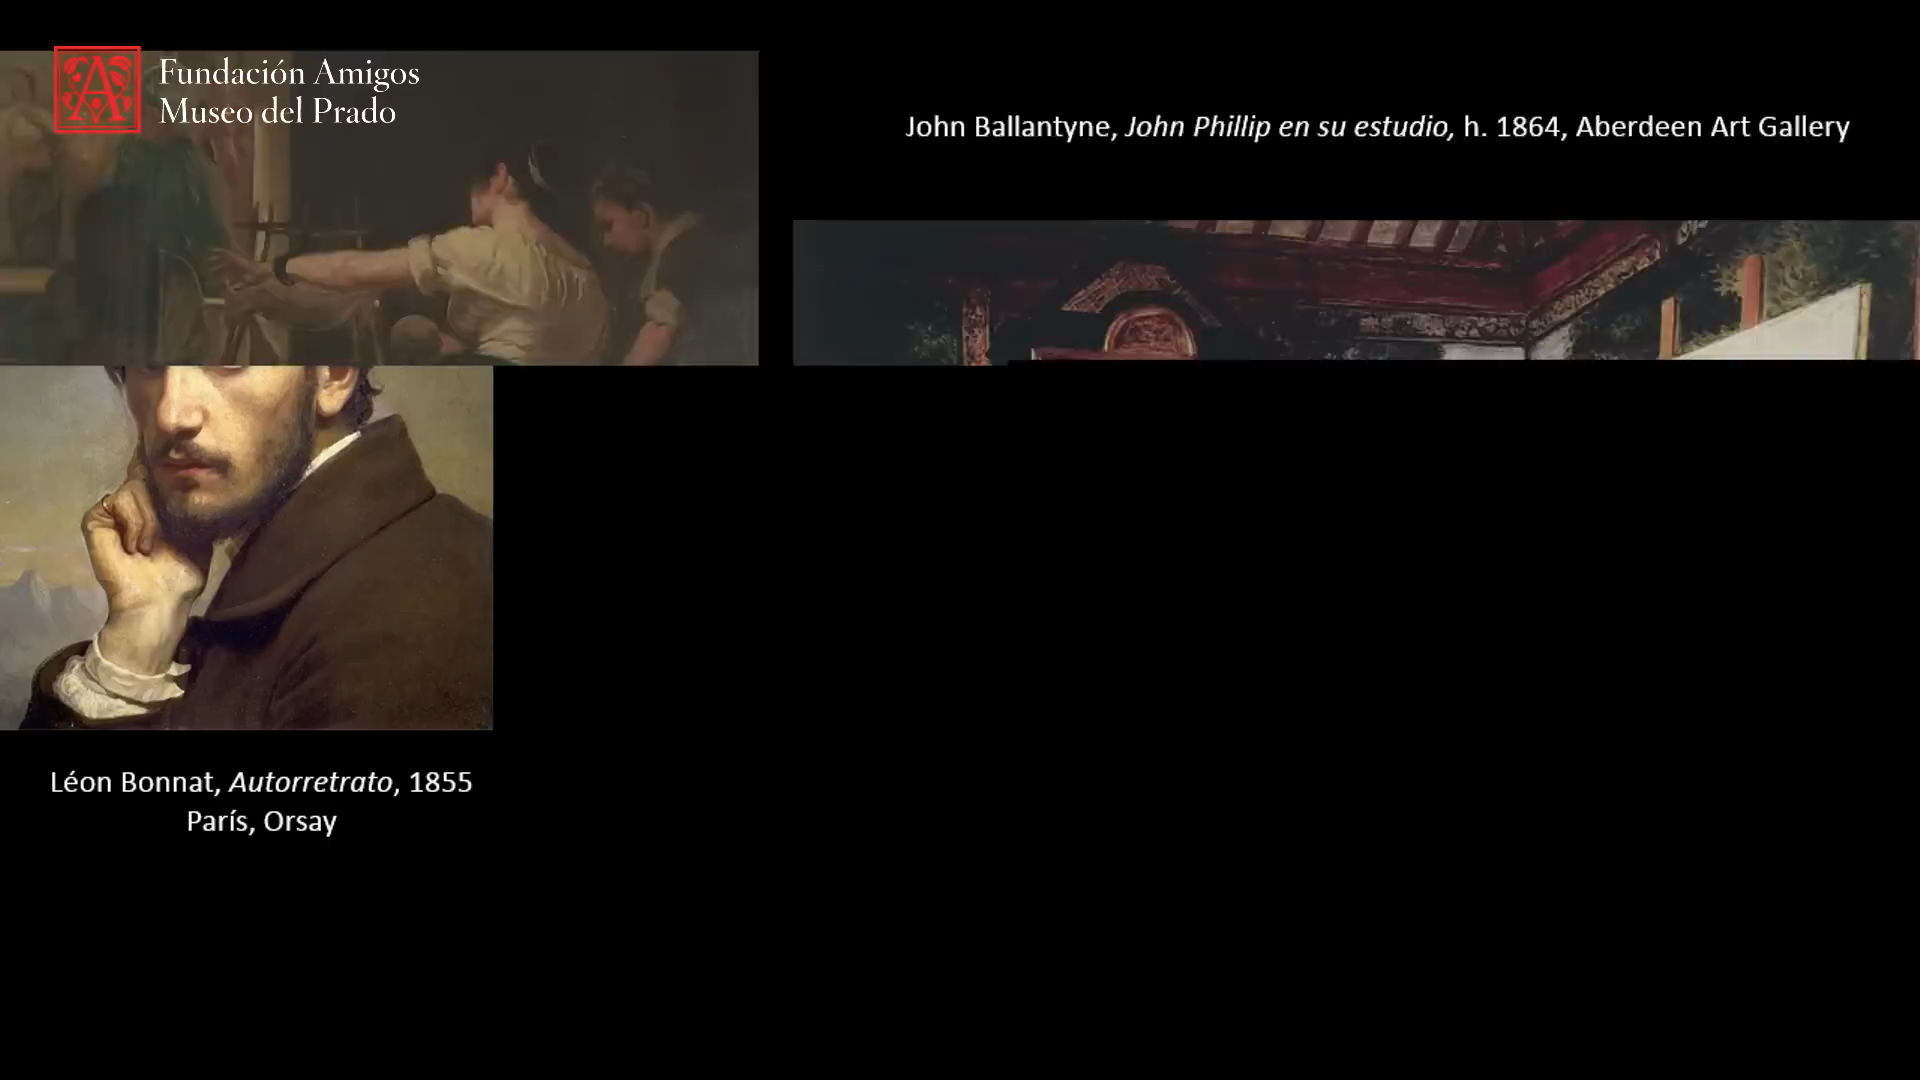 Fundación Amigos
Museo del Prado
John Ballantyne, John Phillip en su estudio, h. 1864, Aberdeen Art Gallery
Léon Bonnat, Autorretrato, 1855
París, Orsay